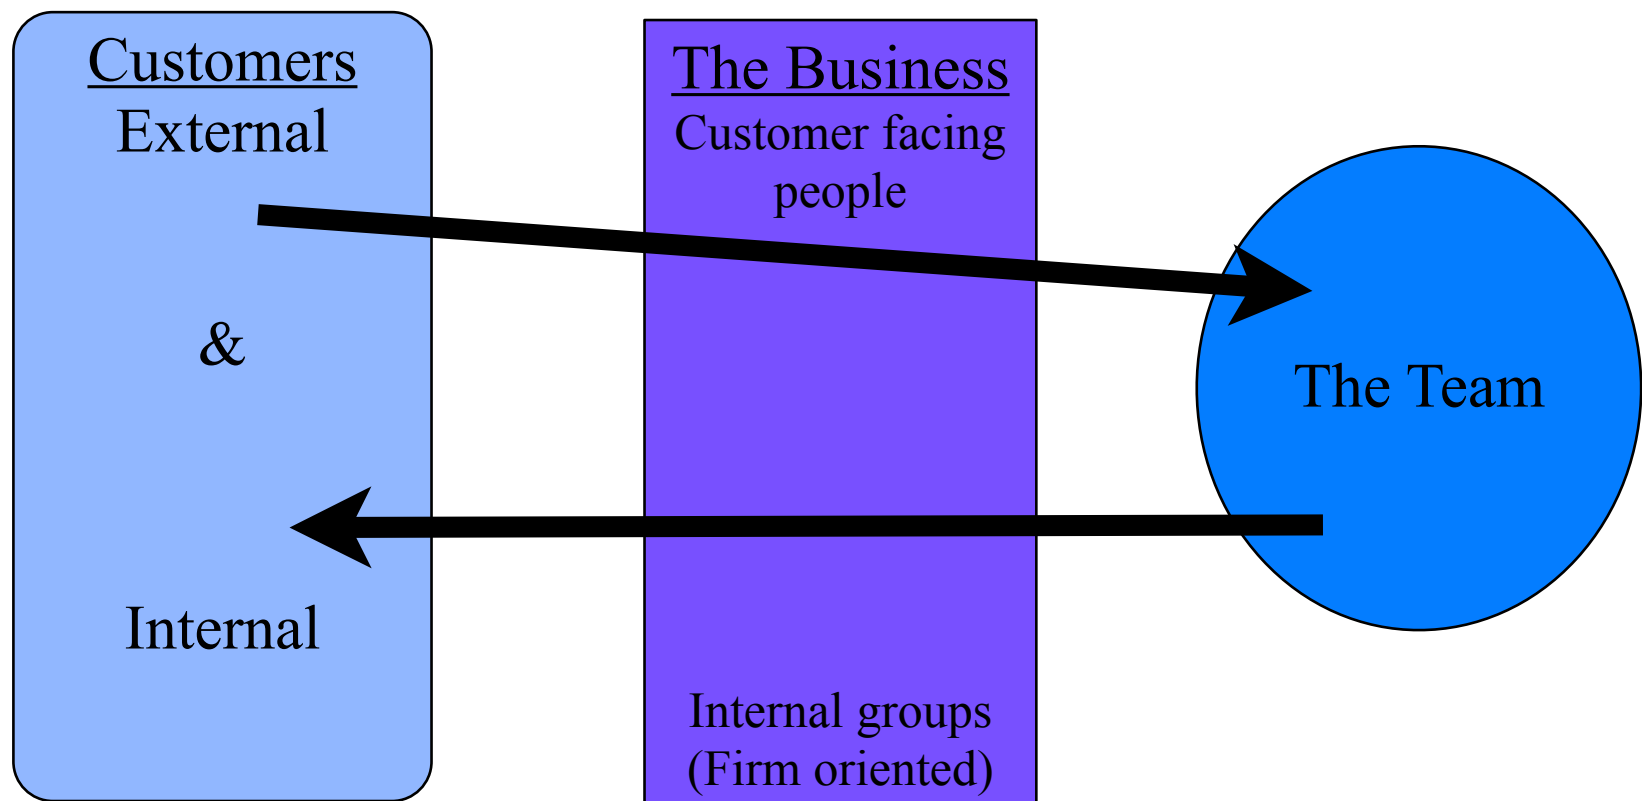 Customers
External
&
Internal
The Business
Customer facing
people
Internal groups
(Firm oriented)
The Team